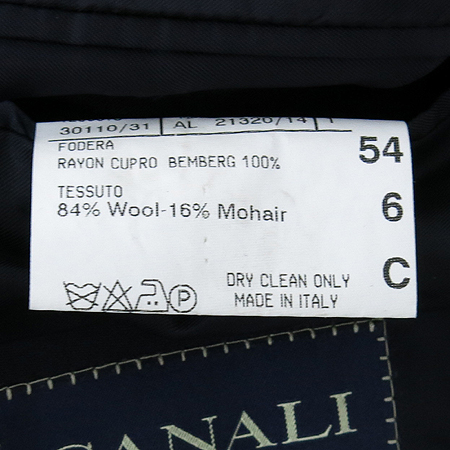 30110/31 AL 21320/14 1
FODERA
RAYON CUPRO BEMBERG 100%
54
TESSUTO
84% Wool-16% Mohair
6
C
P
DRY CLEAN ONLY
MADE IN ITALY
CANALI